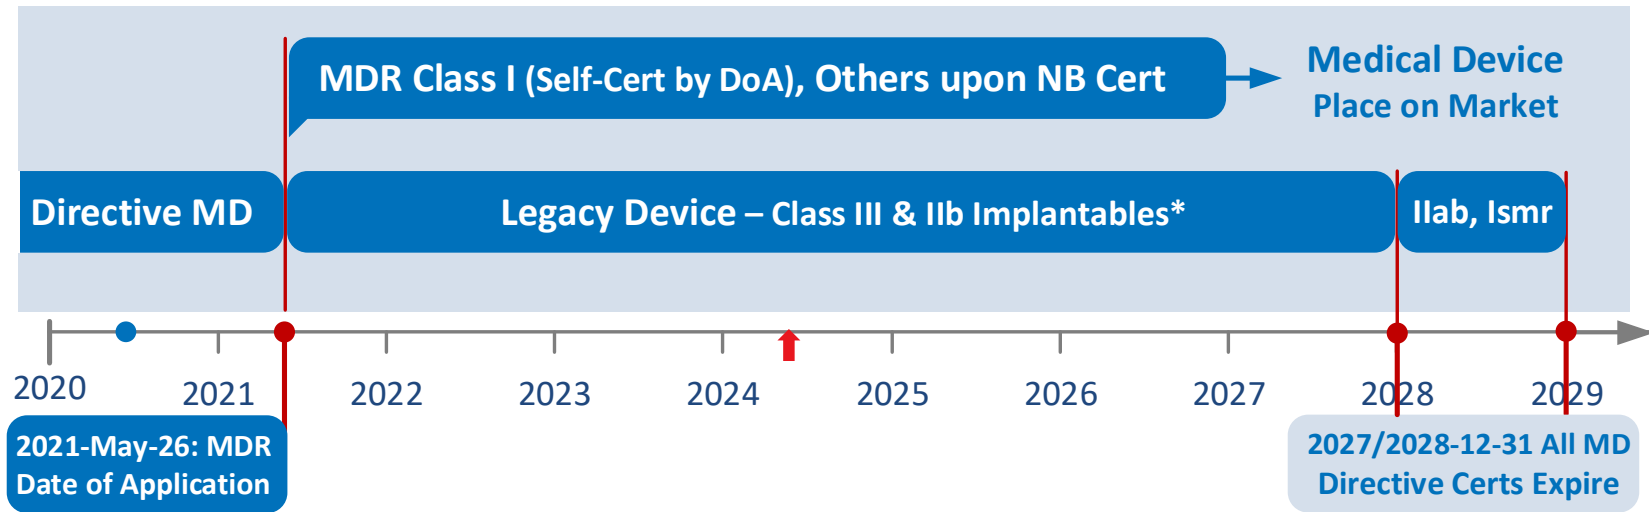 MDR Class I (Self-Cert by DoA), Others upon NB Cert
Medical Device
Place on Market
Directive MD
Legacy Device – Class III & IIb Implantables*
IIab, Ismr
2020
2021
2022
2023
2024
2025
2026
2027
2028
2029
2021-May-26: MDR
Date of Application
2027/2028-12-31 All MD
Directive Certs Expire